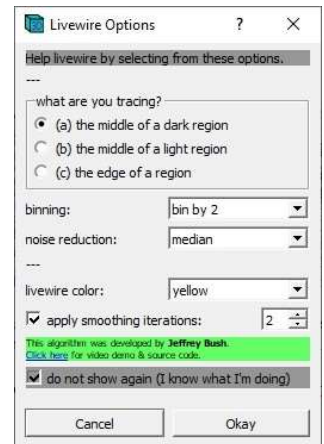 Livewire Options ? ×
Help livewire by selecting from these options.
---
what are you tracing?
(a) the middle of a dark region
(b) the middle of a light region
(c) the edge of a region
binning: bin by 2
noise reduction: median
---
livewire color: yellow
apply smoothing iterations: 2
This algorithm was developed by Jeffrey Bush.
Click here for video demo & source code.
do not show again (I know what I'm doing)
Cancel Okay